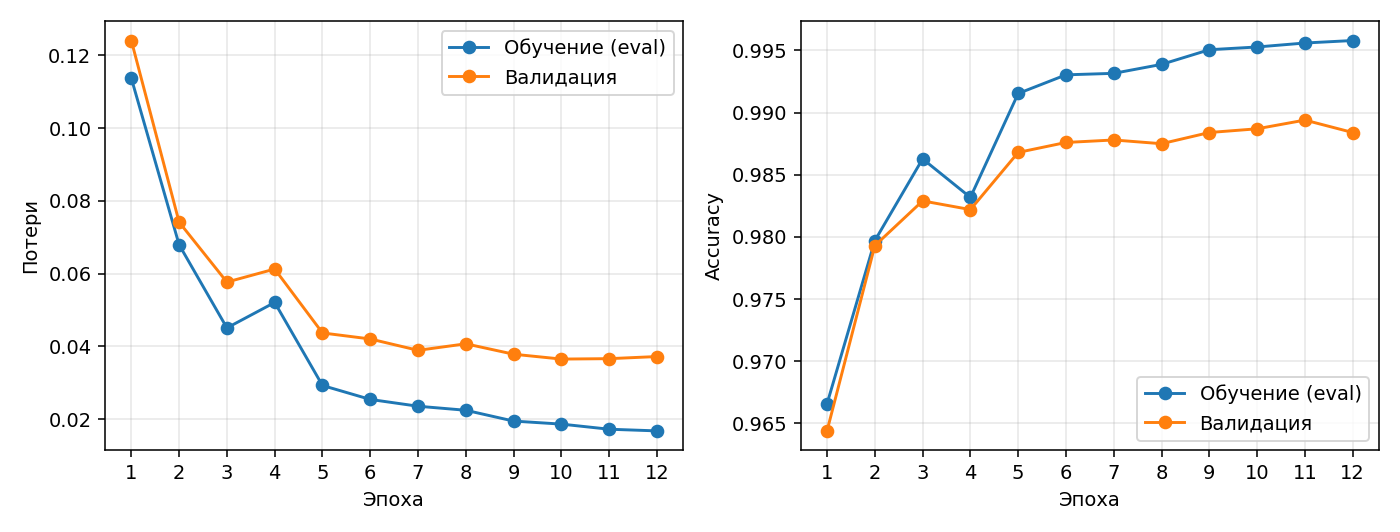 0.12
0.10
0.08
0.06
0.04
0.02
Потери
1 2 3 4 5 6 7 8 9 10 11 12
Эпоха
Обучение (eval)
Валидация
0.995
0.990
0.985
0.980
0.975
0.970
0.965
Accuracy
1 2 3 4 5 6 7 8 9 10 11 12
Эпоха
Обучение (eval)
Валидация